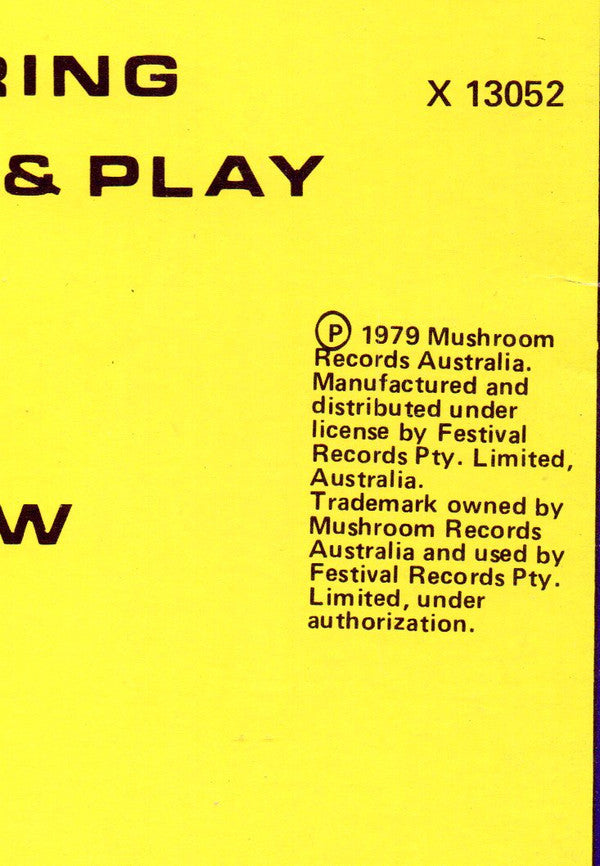 RING
X 13052
& PLAY
Ⓟ 1979 Mushroom
Records Australia.
Manufactured and
distributed under
license by Festival
Records Pty. Limited,
Australia.
Trademark owned by
Mushroom Records
Australia and used by
Festival Records Pty.
Limited, under
authorization.
W